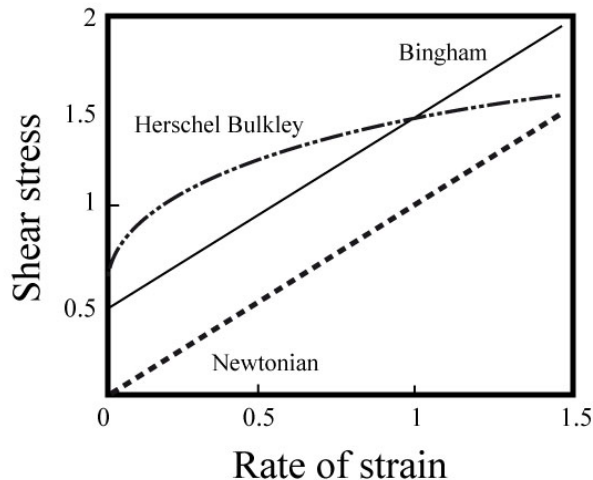 2
Bingham
1.5
Herschel Bulkley
1
Shear stress
0.5
Newtonian
0
0.5
1
1.5
Rate of strain